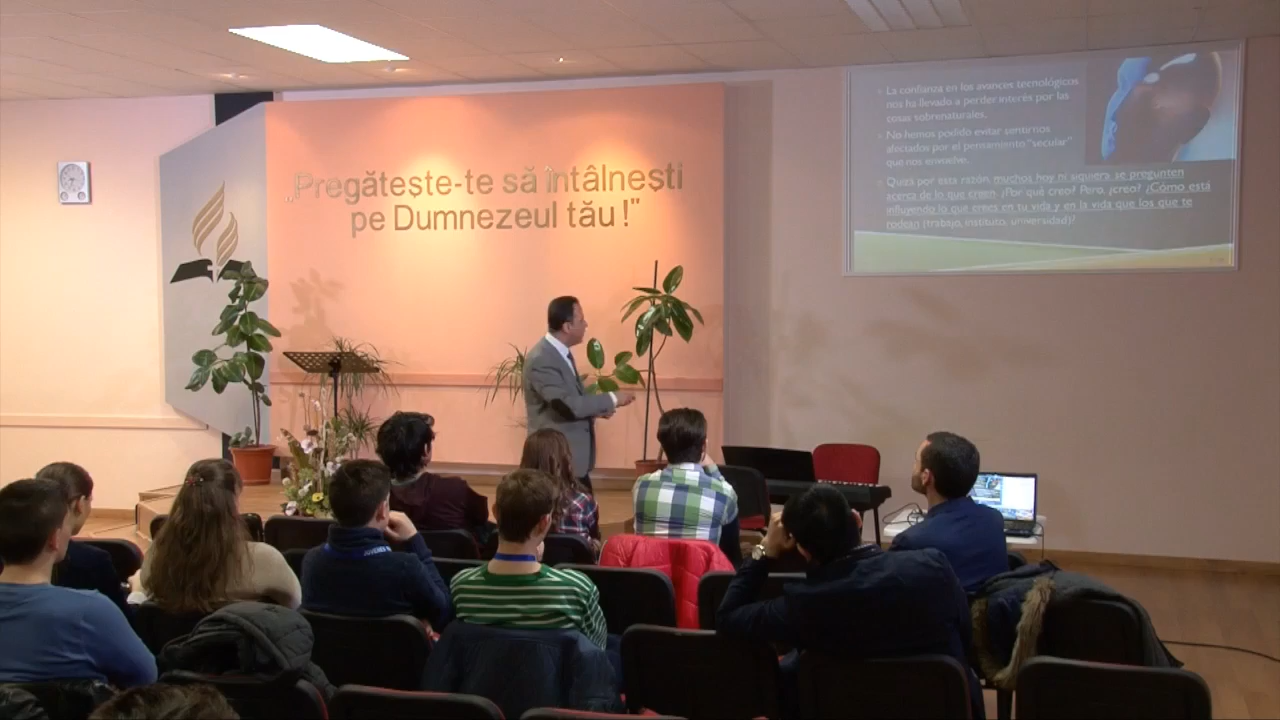 „Pregătește-te să întâlnești
pe Dumnezeul tău!"
La confianza en los avances tecnológicos
nos ha llevado a perder interés por las
cosas sobrenaturales.
No hemos podido evitar sentirnos
afectados por el pensamiento "secular"
que nos envuelve.
Quizá por esta razón, muchos hoy ni siquiera se pregunten
acerca de lo que creen. ¿Por qué creo? Pero, ¿creo? ¿Cómo está
influyendo lo que crees en tu vida y en la vida que los que te
rodean (trabajo, instituto, universidad)?